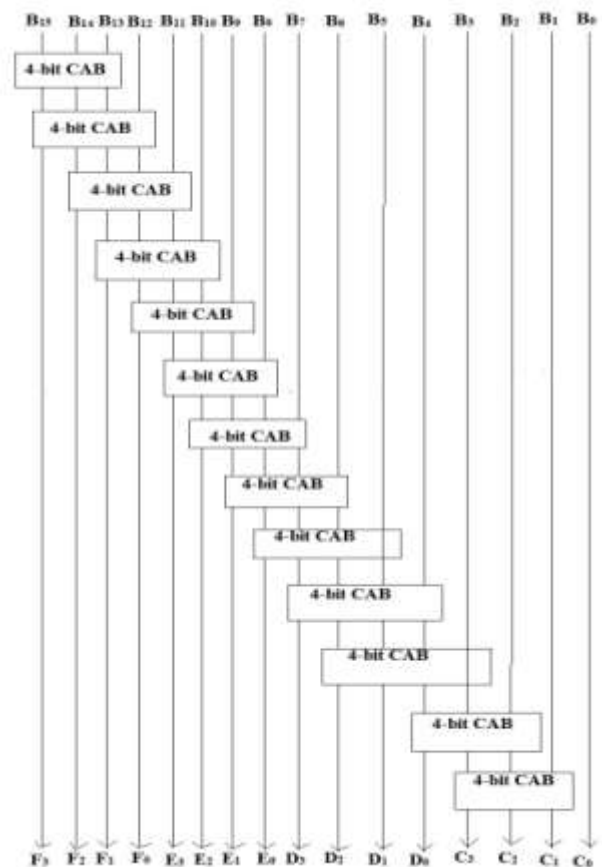 B15 B14 B13 B12 B11 B10 B9 B8 B7 B6 B5 B4 B3 B2 B1 B0
4-bit CAB
4-bit CAB
4-bit CAB
4-bit CAB
4-bit CAB
4-bit CAB
4-bit CAB
4-bit CAB
4-bit CAB
4-bit CAB
4-bit CAB
4-bit CAB
4-bit CAB
F3 F2 F1 F0 E3 E2 E1 E0 D3 D2 D1 D0 C3 C2 C1 C0